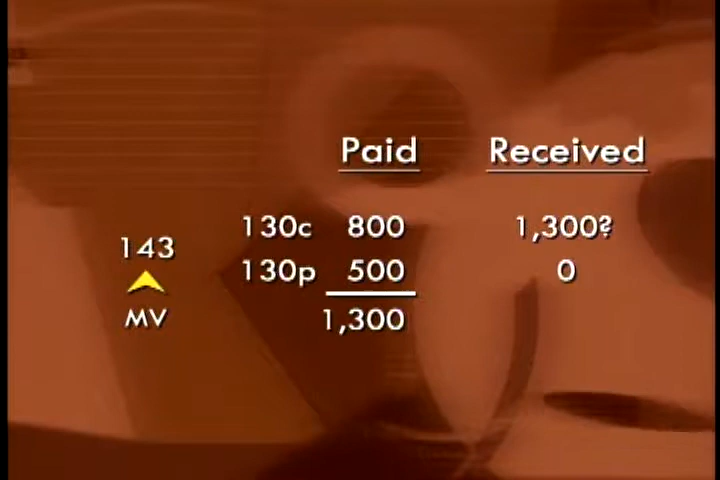 Paid Received
130c 800 1,300?
143
130p 500 0
MV
1,300